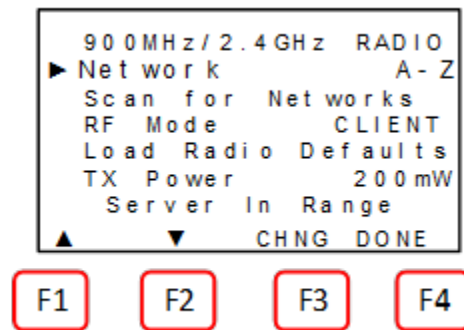 900MHz/2.4GHz RADIO
►Network A-Z
Scan for Networks
RF Mode CLIENT
Load Radio Defaults
TX Power 200mW
Server In Range
▲ ▼ CHNG DONE
F1 F2 F3 F4